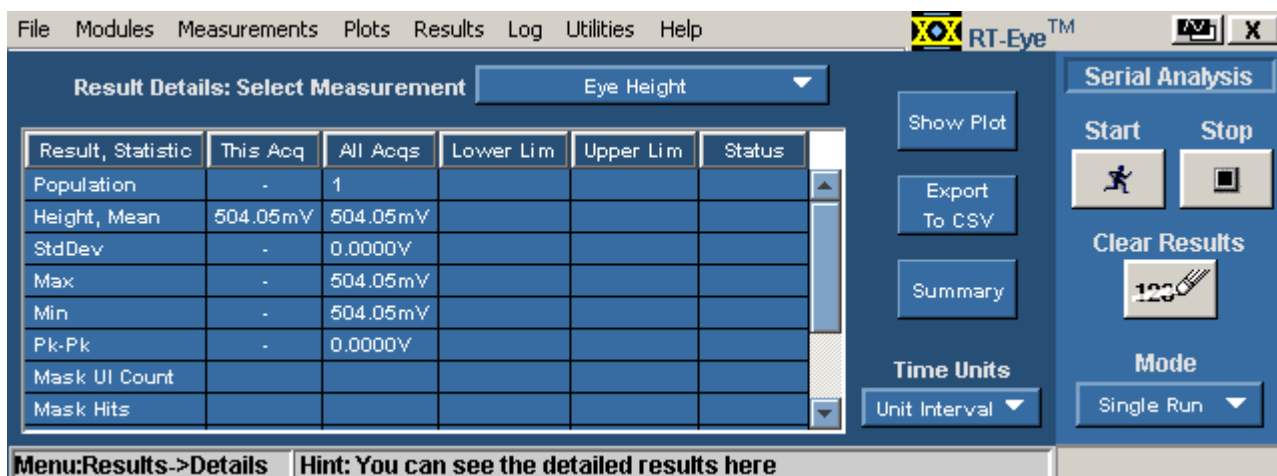 File Modules Measurements Plots Results Log Utilities Help RT-Eye™ X
Result Details: Select Measurement Eye Height
Result, Statistic This Acq All Acqs Lower Lim Upper Lim Status
Population - 1
Height, Mean 504.05mV 504.05mV
StdDev - 0.0000V
Max - 504.05mV
Min - 504.05mV
Pk-Pk - 0.0000V
Mask UI Count
Mask Hits
Show Plot
Export
To CSV
Summary
Time Units
Unit Interval
Serial Analysis
Start Stop
Clear Results
123
Mode
Single Run
Menu:Results->Details Hint: You can see the detailed results here